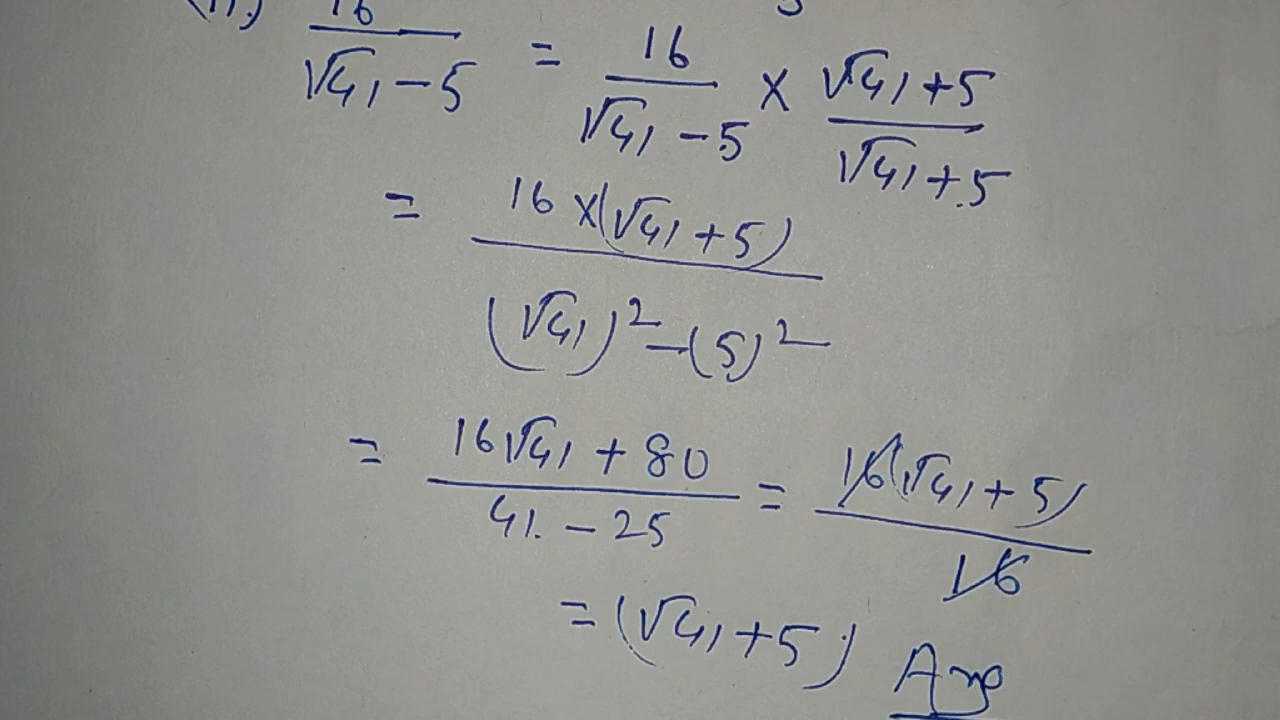 (ii.) 16/(√41 - 5) = 16/(√41 - 5) × (√41 + 5)/(√41 + 5)
= 16 × (√41 + 5)/((√41)² - (5)²)
= (16√41 + 80)/(41 - 25) = 16(√41 + 5)/16
= (√41 + 5) Ans